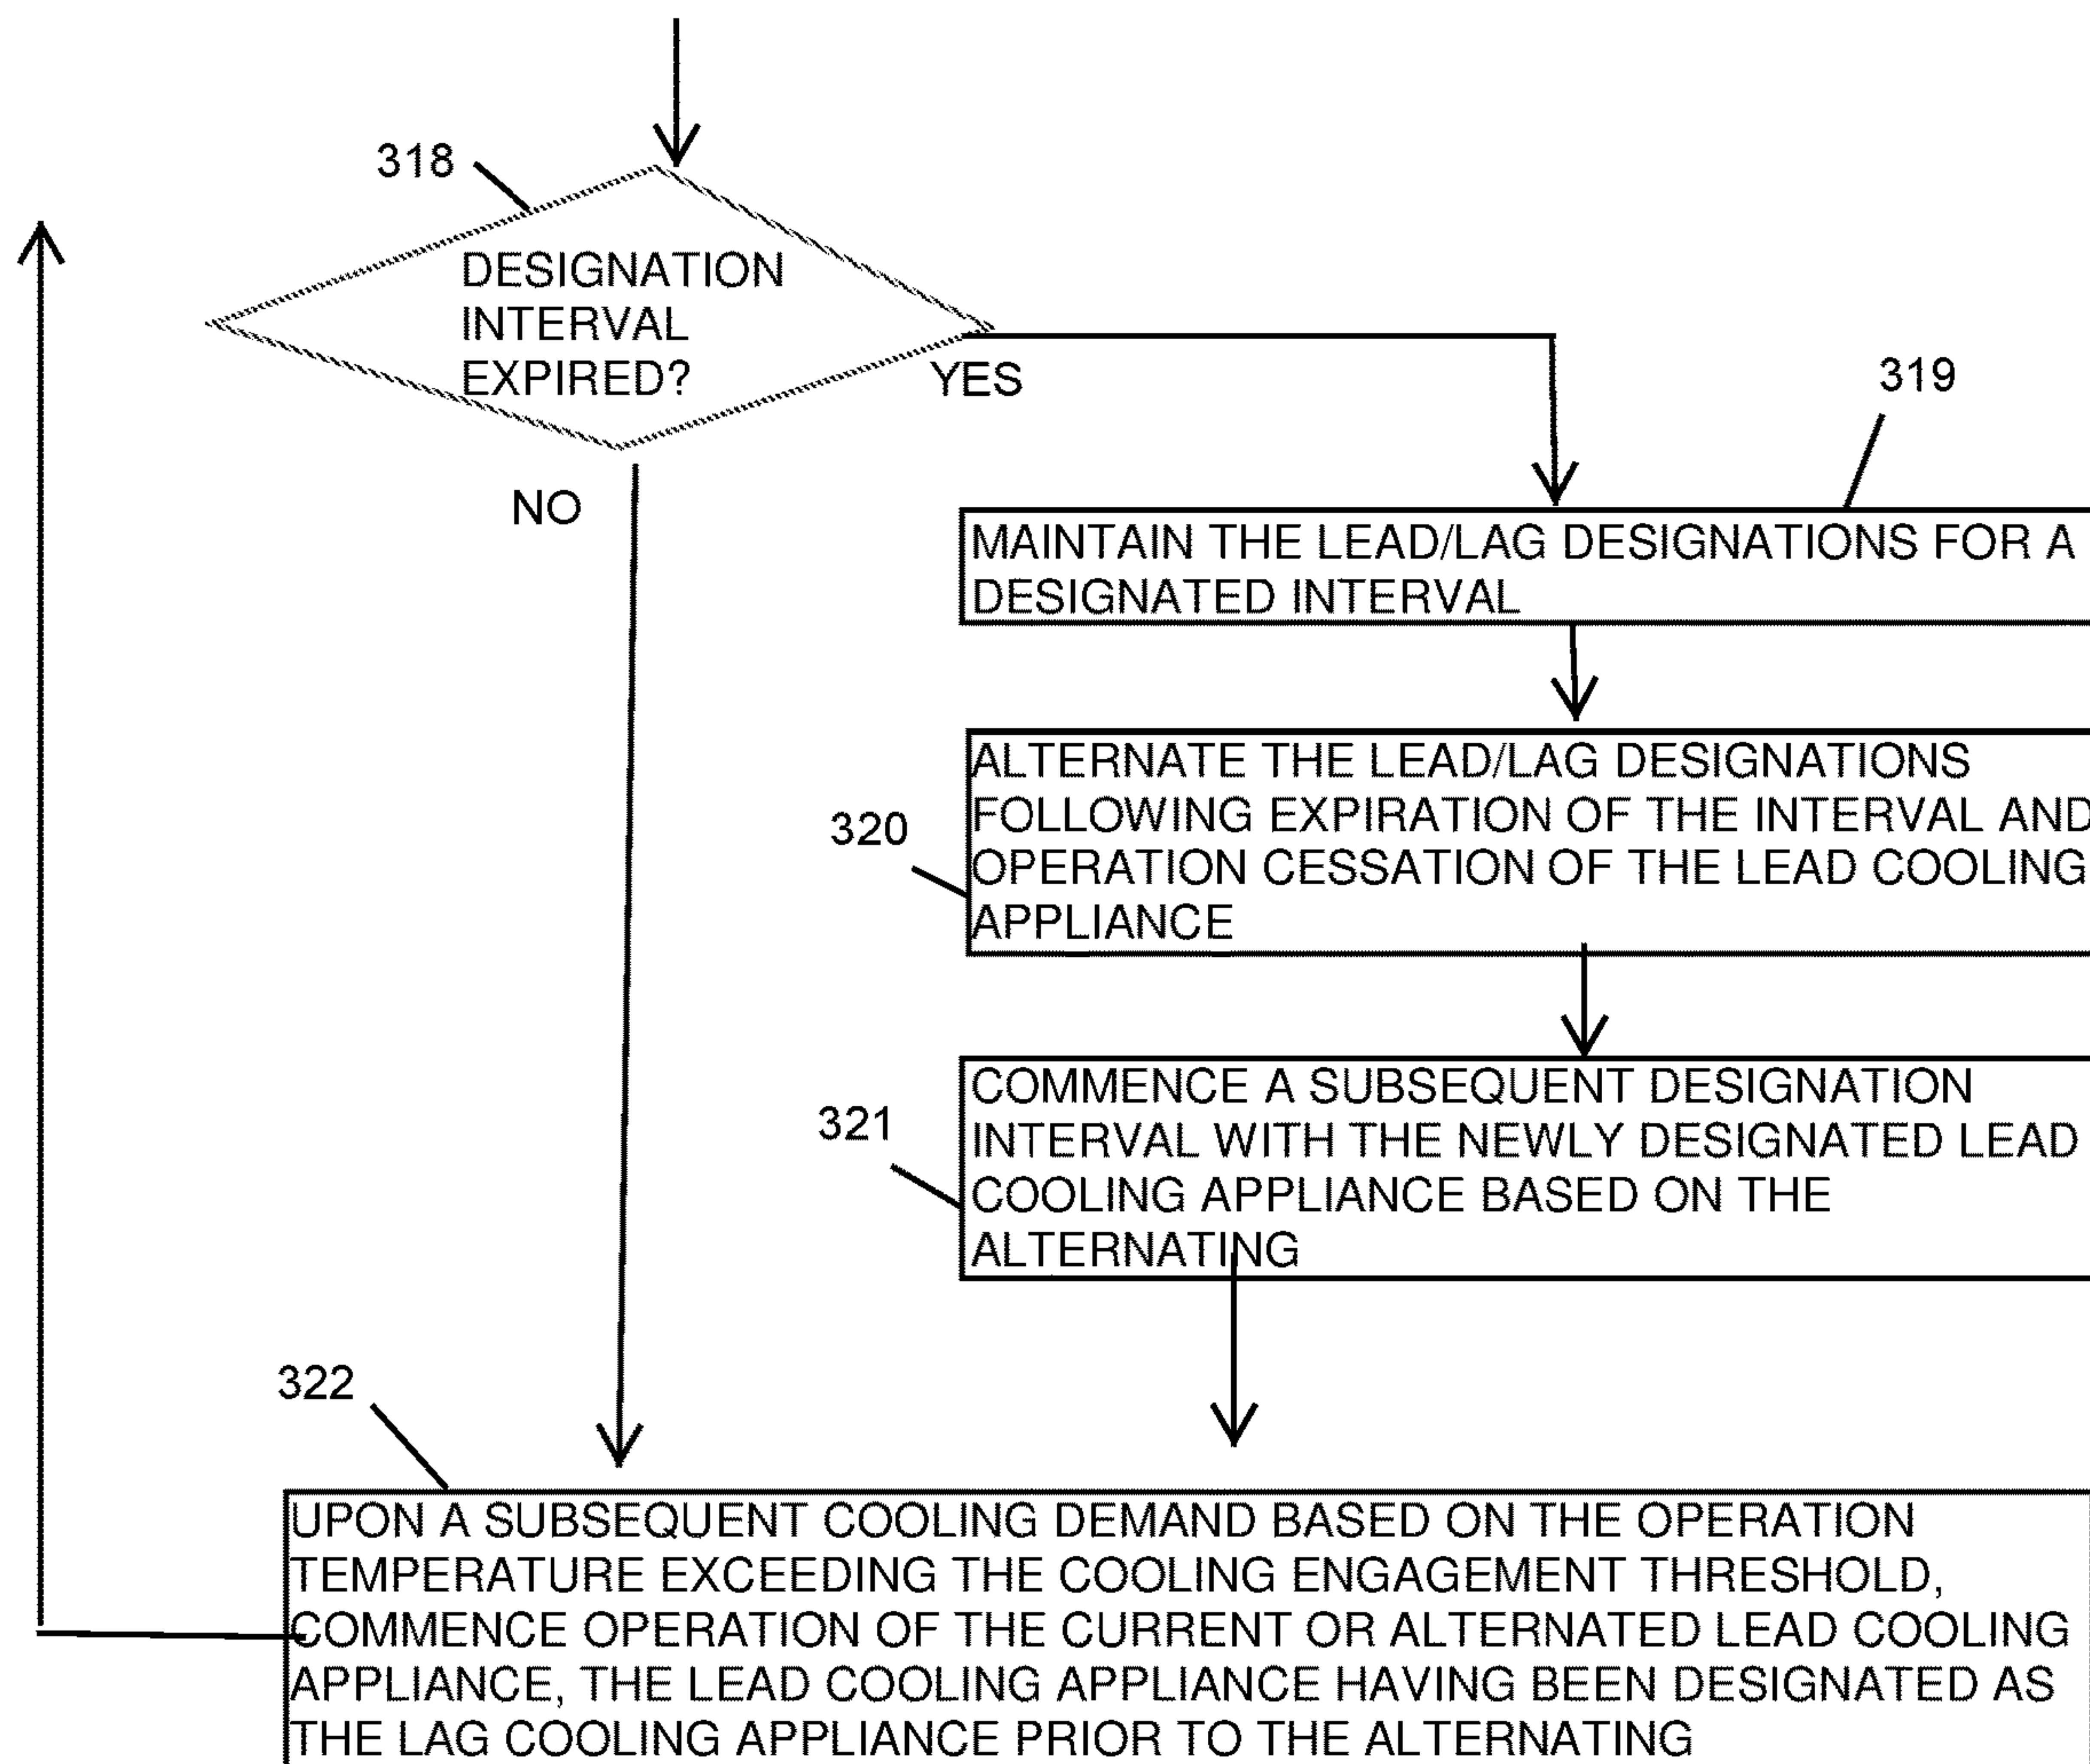 318
DESIGNATION
INTERVAL
EXPIRED?
YES
NO
319
MAINTAIN THE LEAD/LAG DESIGNATIONS FOR A
DESIGNATED INTERVAL
320
ALTERNATE THE LEAD/LAG DESIGNATIONS
FOLLOWING EXPIRATION OF THE INTERVAL AND
OPERATION CESSATION OF THE LEAD COOLING
APPLIANCE
321
COMMENCE A SUBSEQUENT DESIGNATION
INTERVAL WITH THE NEWLY DESIGNATED LEAD
COOLING APPLIANCE BASED ON THE
ALTERNATING
322
UPON A SUBSEQUENT COOLING DEMAND BASED ON THE OPERATION
TEMPERATURE EXCEEDING THE COOLING ENGAGEMENT THRESHOLD,
COMMENCE OPERATION OF THE CURRENT OR ALTERNATED LEAD COOLING
APPLIANCE, THE LEAD COOLING APPLIANCE HAVING BEEN DESIGNATED AS
THE LAG COOLING APPLIANCE PRIOR TO THE ALTERNATING